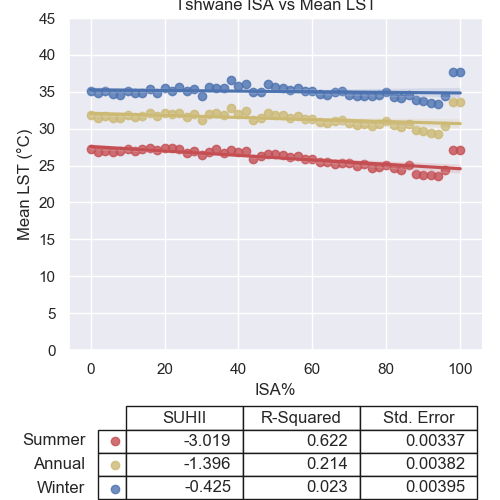 Tshwane ISA vs Mean LST
45
40
35
30
25
20
15
10
5
0
Mean LST (°C)
0 20 40 60 80 100
ISA%
SUHII R-Squared Std. Error
Summer -3.019 0.622 0.00337
Annual -1.396 0.214 0.00382
Winter -0.425 0.023 0.00395